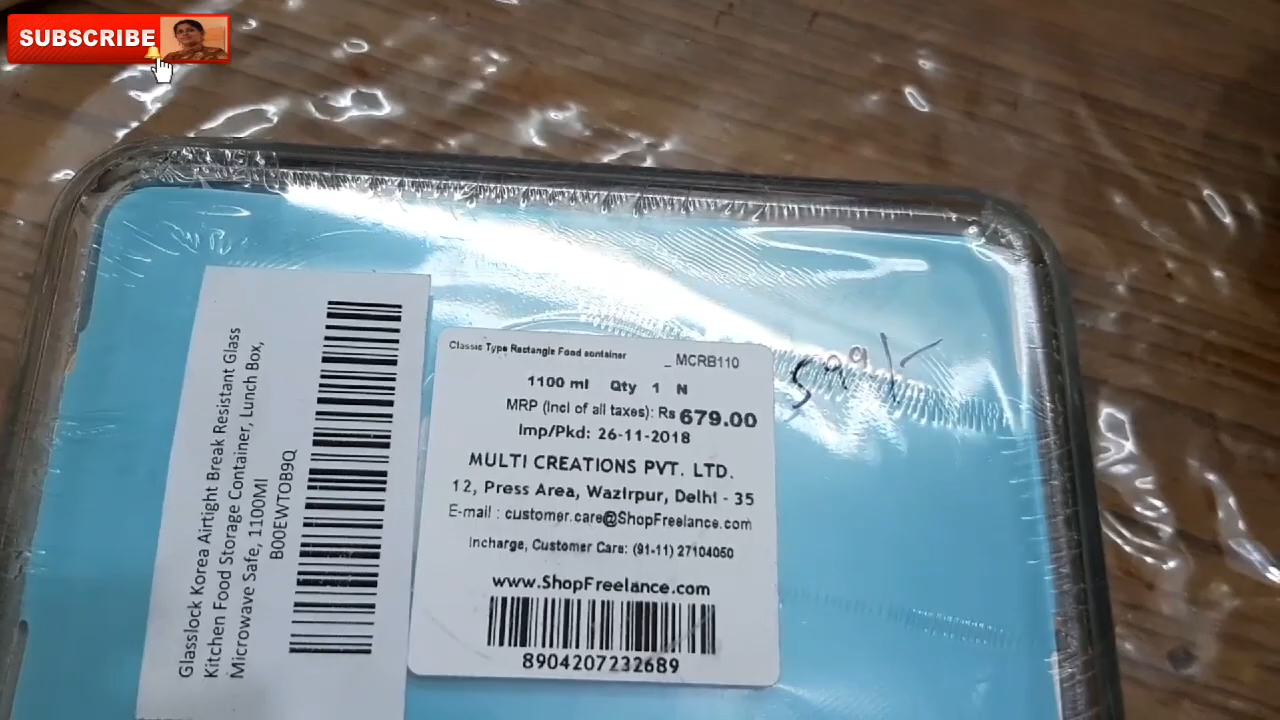 SUBSCRIBE
Glasslock Korea Airtight Break Resistant Glass
Kitchen Food Storage Container, Lunch Box,
Microwave Safe, 1100Ml
B00EWTOB9Q
Classic Type Rectangle Food container
_ MCRB110
1100 ml Qty 1 N
MRP (Incl of all taxes): Rs 679.00
Imp/Pkd: 26-11-2018
MULTI CREATIONS PVT. LTD.
12, Press Area, Wazirpur, Delhi - 35
E-mail : customer.care@ShopFreelance.com
Incharge, Customer Care: (91-11) 27104050
www.ShopFreelance.com
8904207232689
599/-